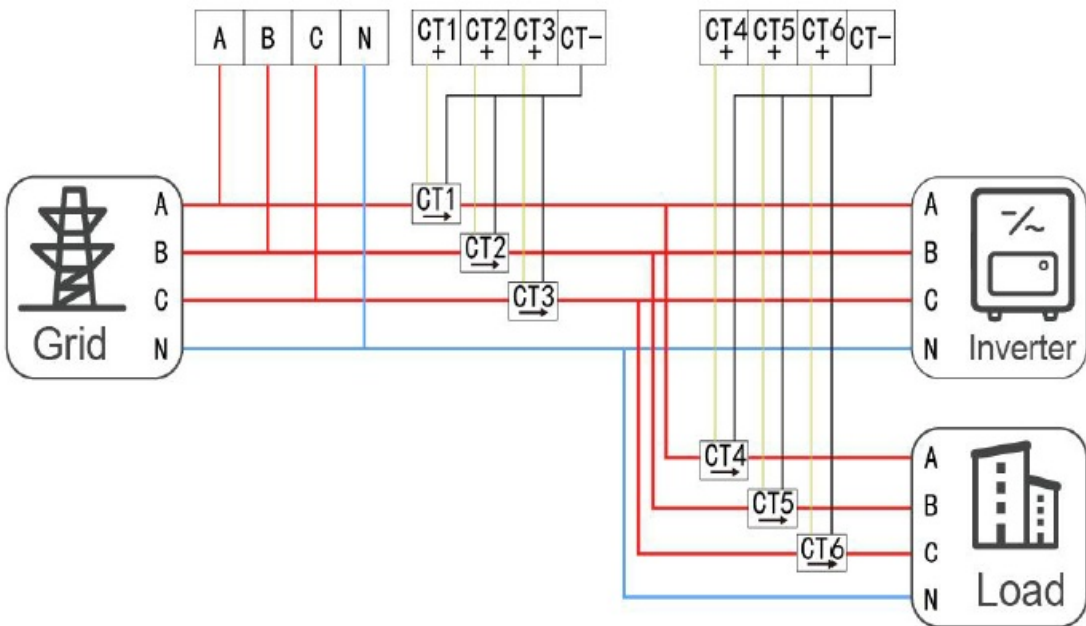 A B C N CT1 + CT2 + CT3 + CT- CT4 + CT5 + CT6 + CT-
A CT1 A
B CT2 B
C CT3 C
Grid N N Inverter
CT4 A
CT5 B
CT6 C
N Load